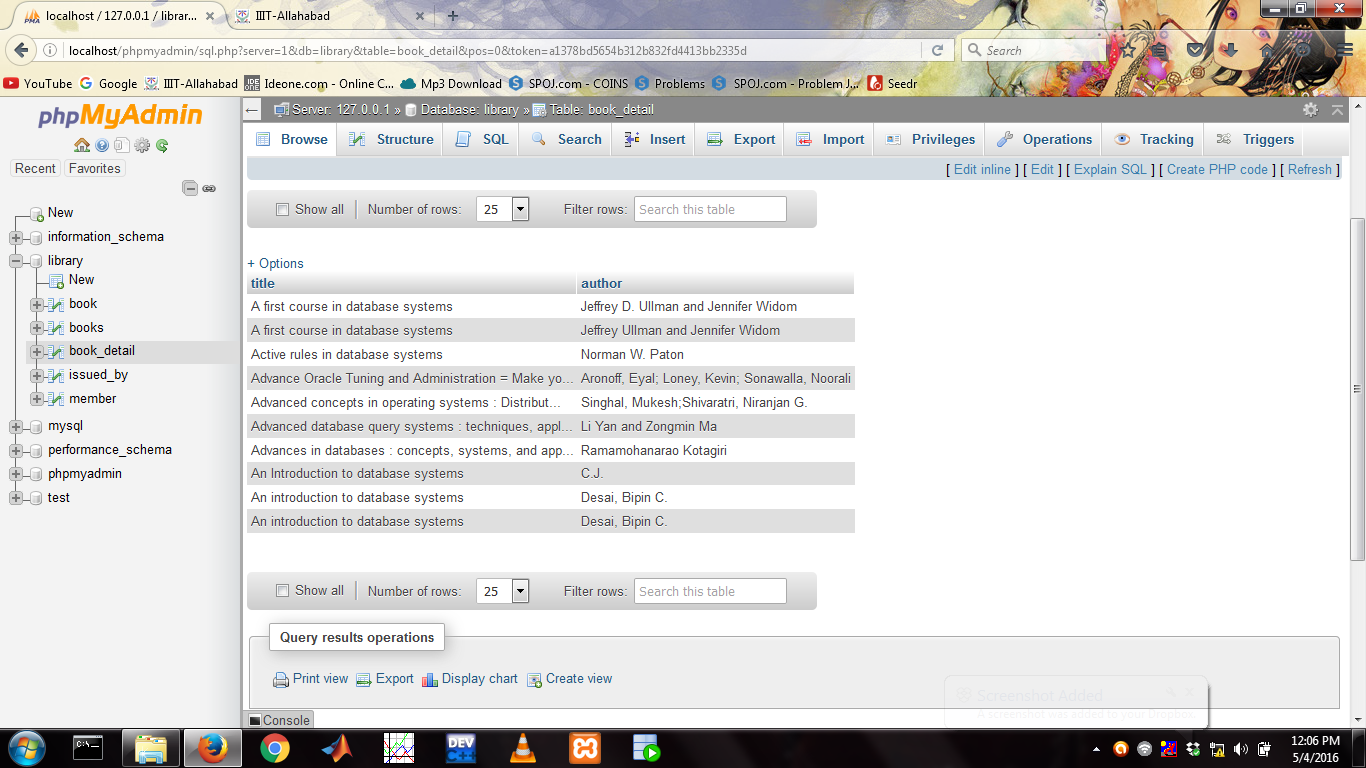 localhost / 127.0.0.1 / librar...
IIIT-Allahabad
localhost/phpmyadmin/sql.php?server=1&db=library&table=book_detail&pos=0&token=a1378bd5654b312b832fd4413bb2335d
Search
YouTube Google IIIT-Allahabad Ideone.com - Online C... Mp3 Download SPOJ.com - COINS Problems SPOJ.com - Problem J... Seedr
phpMyAdmin
Recent Favorites
New
information_schema
library
New
book
books
book_detail
issued_by
member
mysql
performance_schema
phpmyadmin
test
Server: 127.0.0.1 » Database: library » Table: book_detail
Browse Structure SQL Search Insert Export Import Privileges Operations Tracking Triggers
[ Edit inline ] [ Edit ] [ Explain SQL ] [ Create PHP code ] [ Refresh ]
Show all Number of rows: 25 Filter rows: Search this table
+ Options
title author
A first course in database systems Jeffrey D. Ullman and Jennifer Widom
A first course in database systems Jeffrey Ullman and Jennifer Widom
Active rules in database systems Norman W. Paton
Advance Oracle Tuning and Administration = Make yo... Aronoff, Eyal; Loney, Kevin; Sonawalla, Noorali
Advanced concepts in operating systems : Distribut... Singhal, Mukesh;Shivaratri, Niranjan G.
Advanced database query systems : techniques, appl... Li Yan and Zongmin Ma
Advances in databases : concepts, systems, and app... Ramamohanarao Kotagiri
An Introduction to database systems C.J.
An introduction to database systems Desai, Bipin C.
An introduction to database systems Desai, Bipin C.
Show all Number of rows: 25 Filter rows: Search this table
Query results operations
Print view Export Display chart Create view
Screenshot Added
A screenshot was added to your Dropbox.
Console
C:\_
DEV C++
12:06 PM
5/4/2016